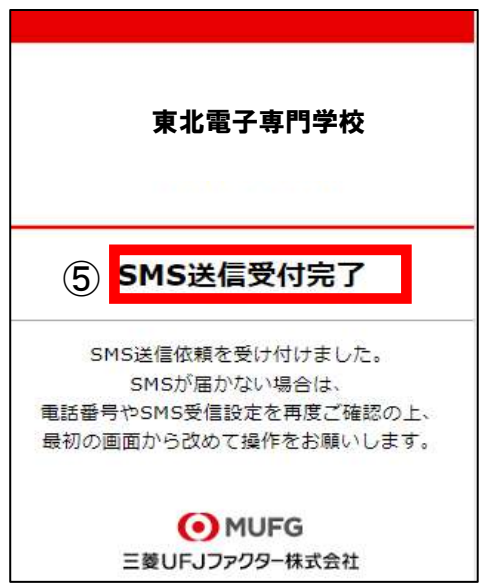 東北電子専門学校
⑤ SMS送信受付完了
SMS送信依頼を受け付けました。
SMSが届かない場合は、
電話番号やSMS受信設定を再度ご確認の上、
最初の画面から改めて操作をお願いします。
MUFG
三菱UFJファクター株式会社